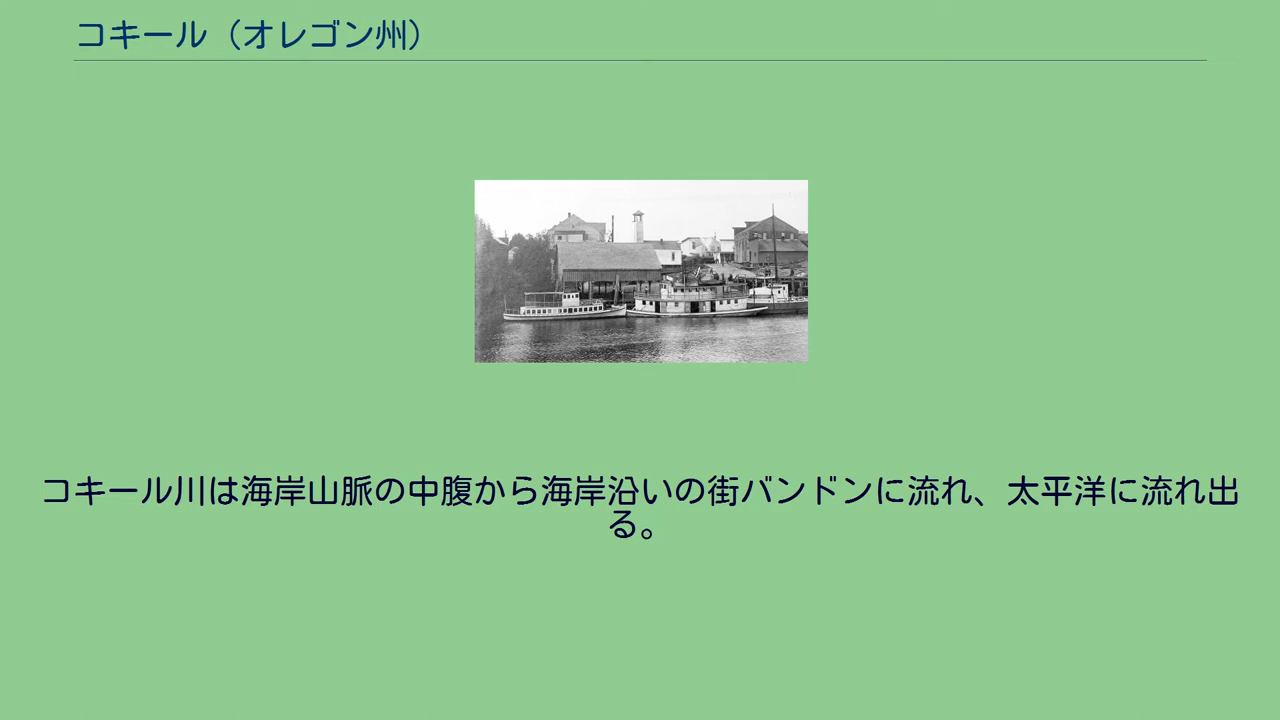 コキール（オレゴン州）
コキール川は海岸山脈の中腹から海岸沿いの街バンドンに流れ、太平洋に流れ出
る。